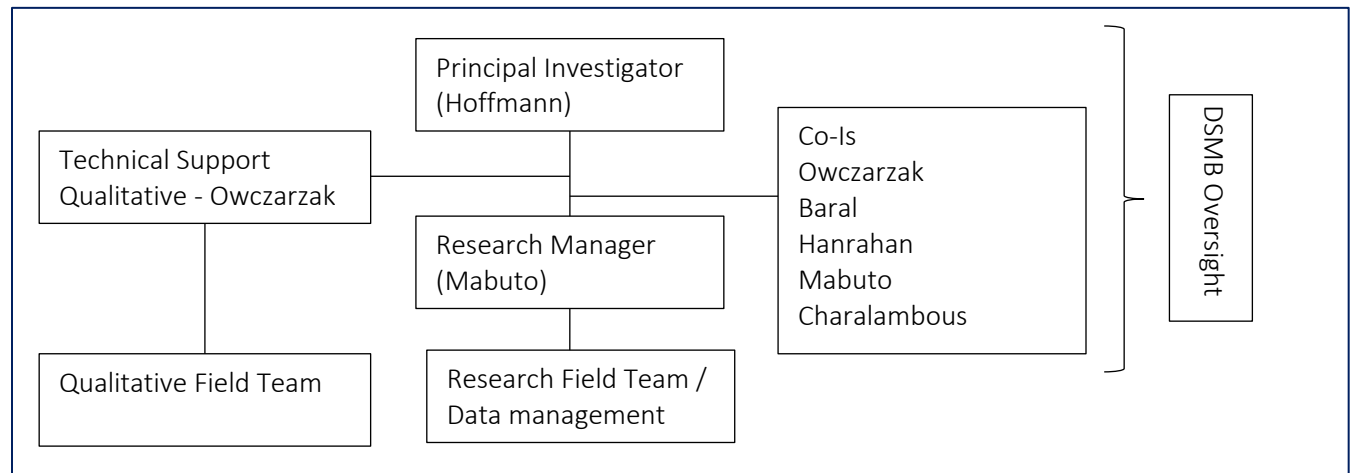 Principal Investigator
(Hoffmann)
Technical Support
Qualitative - Owczarzak
Co-Is
Owczarzak
Baral
Hanrahan
Mabuto
Charalambous
Research Manager
(Mabuto)
Qualitative Field Team
Research Field Team /
Data management
DSMB Oversight